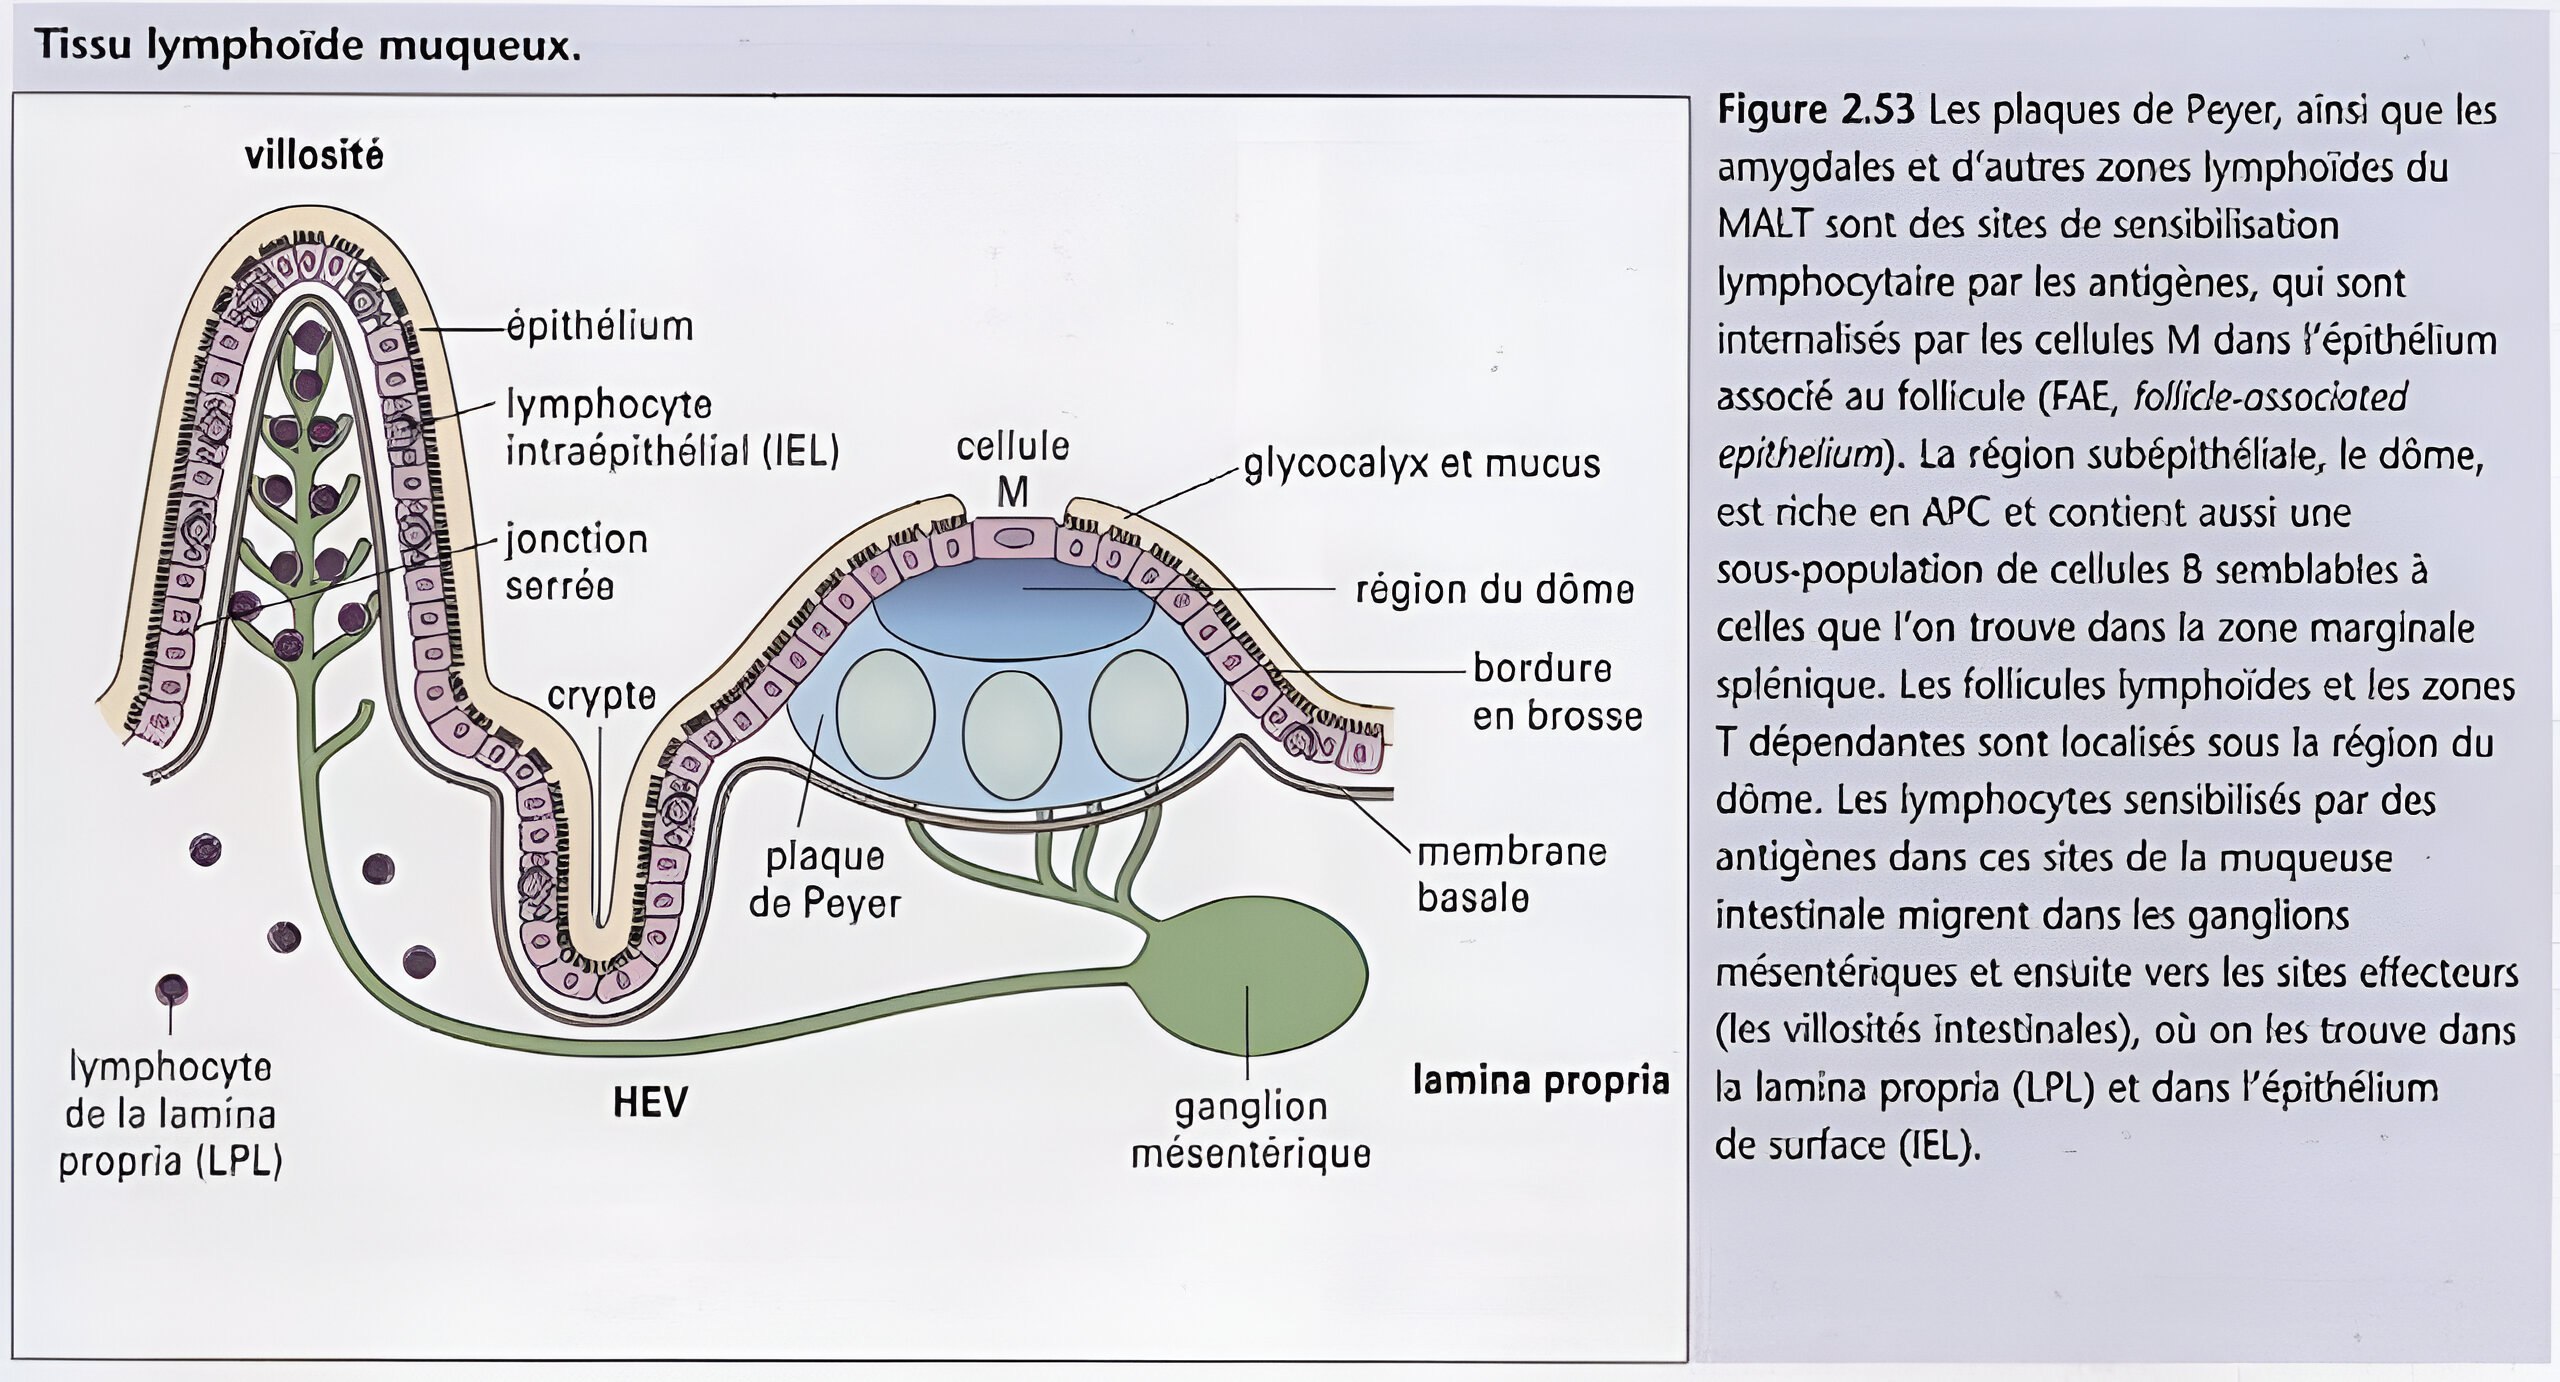 Tissu lymphoïde muqueux.
villosité
épithélium
lymphocyte
intraépithélial (IEL)
jonction
serrée
crypte
cellule
M
glycocalyx et mucus
région du dôme
bordure
en brosse
plaque
de Peyer
membrane
basale
lymphocyte
de la lamina
propria (LPL)
HEV
ganglion
mésentérique
lamina propria
Figure 2.53 Les plaques de Peyer, ainsi que les
amygdales et d'autres zones lymphoïdes du
MALT sont des sites de sensibilisation
lymphocytaire par les antigènes, qui sont
internalisés par les cellules M dans l'épithélium
associé au follicule (FAE, follicle-associated
epithelium). La région subépithéliale, le dôme,
est riche en APC et contient aussi une
sous-population de cellules B semblables à
celles que l'on trouve dans la zone marginale
splénique. Les follicules lymphoïdes et les zones
T dépendantes sont localisés sous la région du
dôme. Les lymphocytes sensibilisés par des
antigènes dans ces sites de la muqueuse
intestinale migrent dans les ganglions
mésentériques et ensuite vers les sites effecteurs
(les villosités intestinales), où on les trouve dans
la lamina propria (LPL) et dans l'épithélium
de surface (IEL).